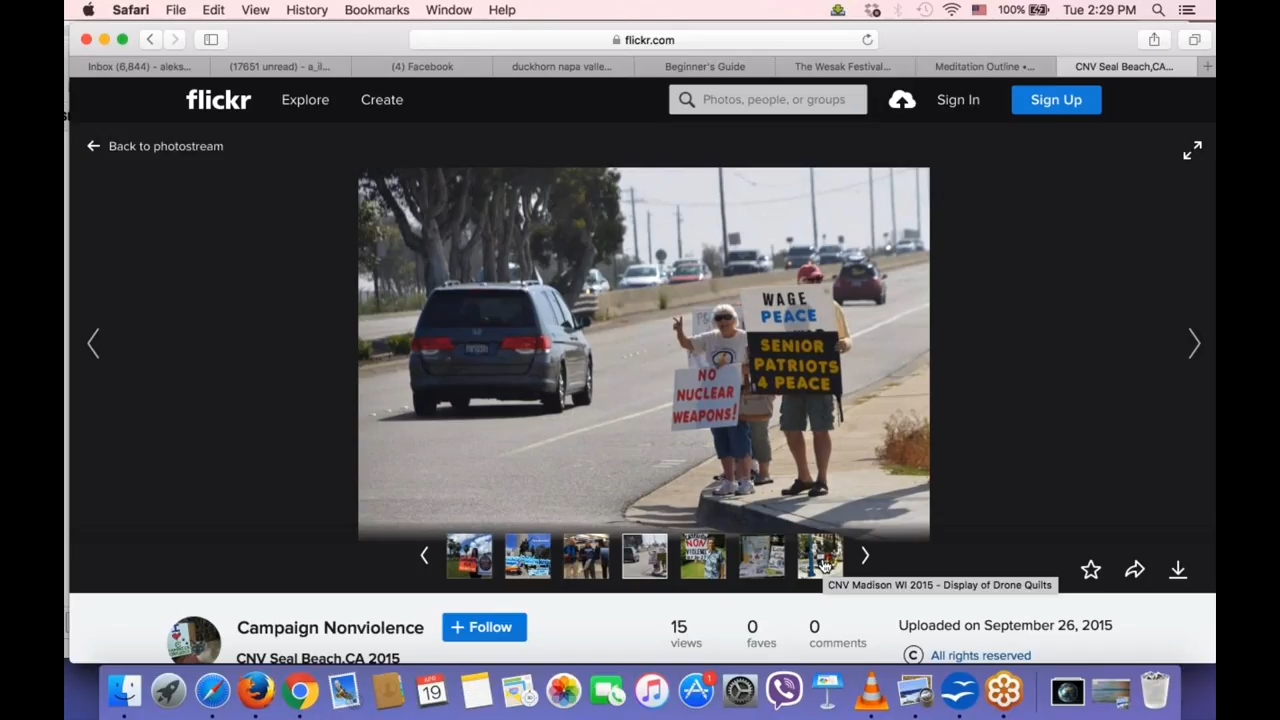 Safari File Edit View History Bookmarks Window Help 100% Tue 2:29 PM
flickr.com
Inbox (6,844) – aleks... (17651 unread) - a_il... (4) Facebook duckhorn napa valle... Beginner's Guide The Wesak Festival... Meditation Outline •... CNV Seal Beach,CA...
flickr Explore Create Photos, people, or groups Sign In Sign Up
Back to photostream
WAGE
PEACE
SENIOR
PATRIOTS
4 PEACE
NO
NUCLEAR
WEAPONS!
CNV Madison WI 2015 - Display of Drone Quilts
Campaign Nonviolence + Follow
CNV Seal Beach,CA 2015
15 views 0 faves 0 comments
Uploaded on September 26, 2015
All rights reserved
APR
19
1